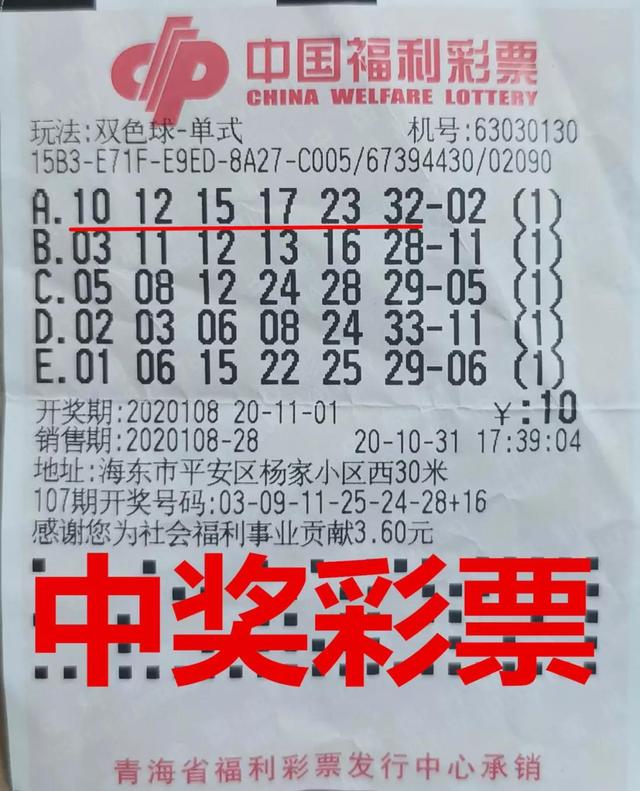 中国福利彩票
CHINA WELFARE LOTTERY
玩法:双色球-单式 机号:63030130
15B3-E71F-E9ED-8A27-C005/67394430/02090
A.10 12 15 17 23 32-02 (1)
B.03 11 12 13 16 28-11 (1)
C.05 08 12 24 28 29-05 (1)
D.02 03 06 08 24 33-11 (1)
E.01 06 15 22 25 29-06 (1)
开奖期:2020108 20-11-01 ￥:10
销售期:2020108-28 20-10-31 17:39:04
地址:海东市平安区杨家小区西30米
107期开奖号码:03-09-11-25-24-28+16
感谢您为社会福利事业贡献3.60元
中奖彩票
青海省福利彩票发行中心承销